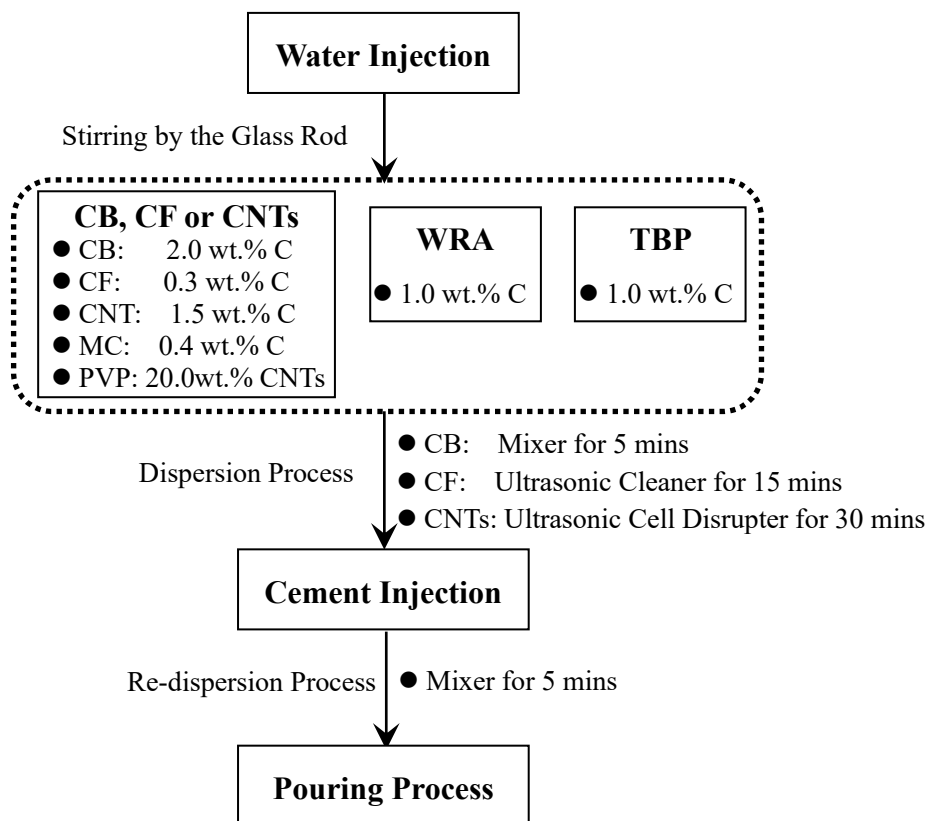 Water Injection
Stirring by the Glass Rod
CB, CF or CNTs
● CB: 2.0 wt.% C
● CF: 0.3 wt.% C
● CNT: 1.5 wt.% C
● MC: 0.4 wt.% C
● PVP: 20.0wt.% CNTs
WRA
● 1.0 wt.% C
TBP
● 1.0 wt.% C
Dispersion Process
● CB: Mixer for 5 mins
● CF: Ultrasonic Cleaner for 15 mins
● CNTs: Ultrasonic Cell Disrupter for 30 mins
Cement Injection
Re-dispersion Process
● Mixer for 5 mins
Pouring Process